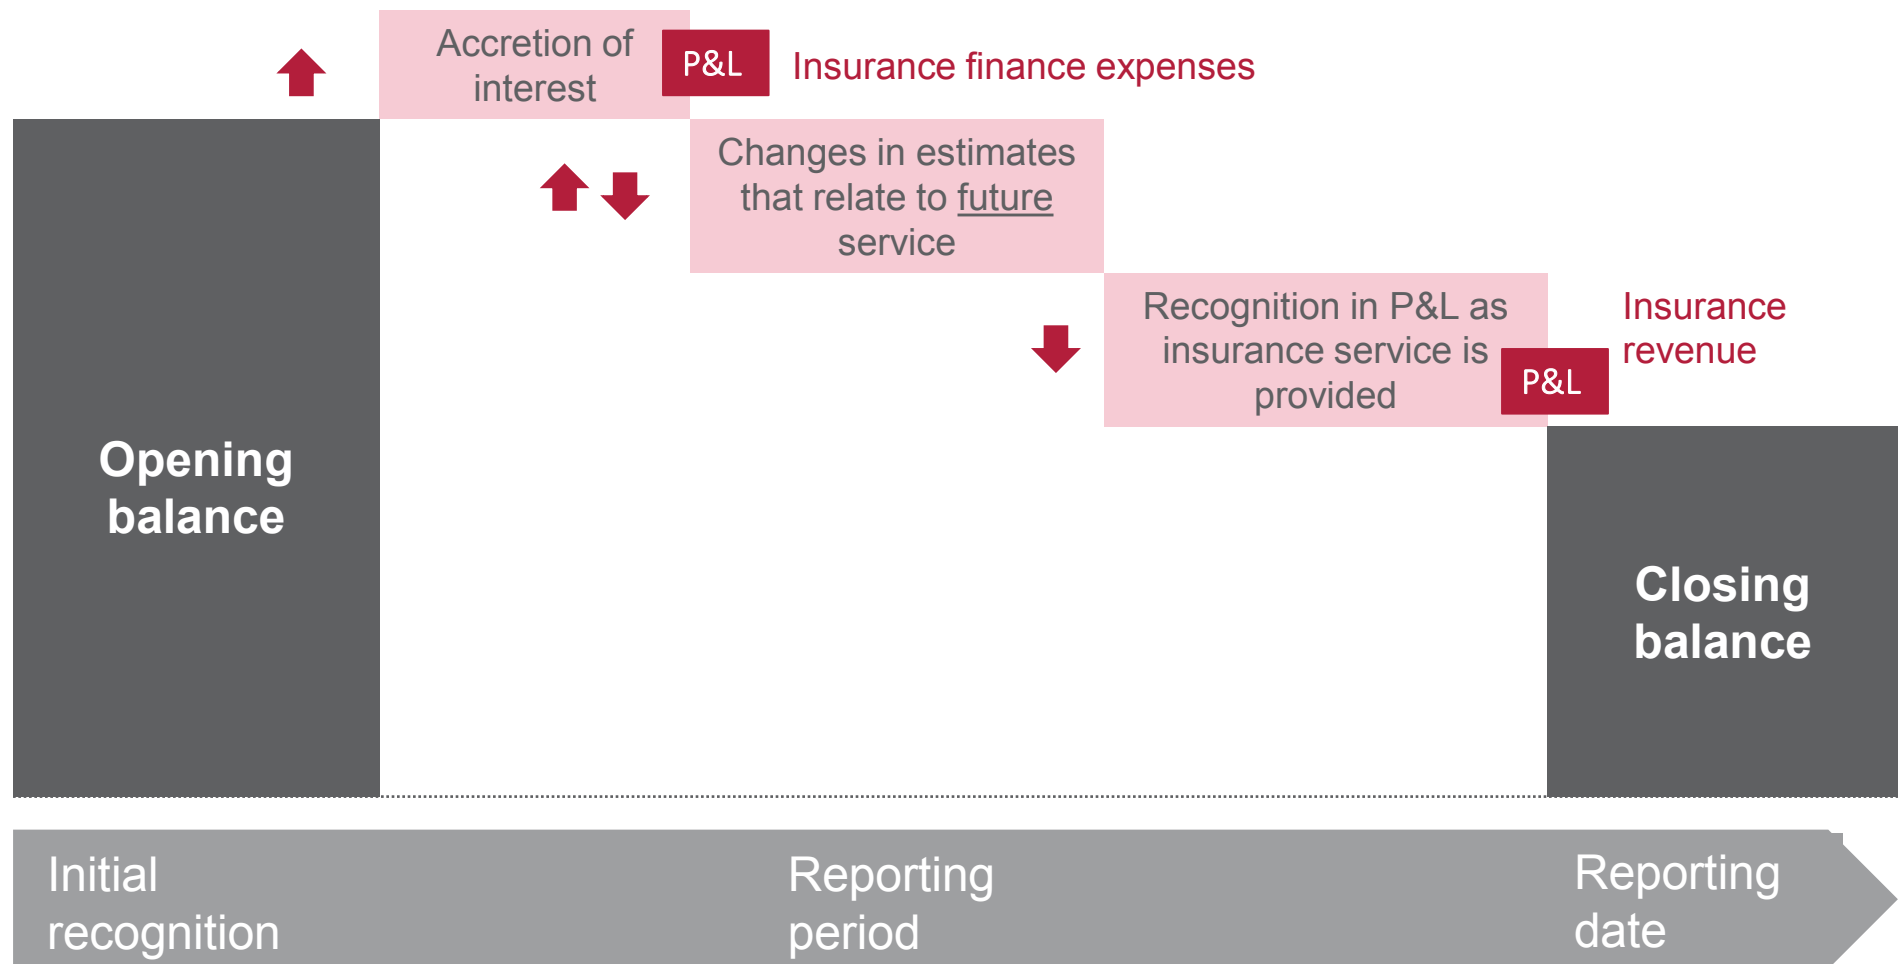 Accretion of
interest
P&L
Insurance finance expenses
Changes in estimates
that relate to future
service
Recognition in P&L as
insurance service is
provided
P&L
Insurance
revenue
Opening
balance
Closing
balance
Initial
recognition
Reporting
period
Reporting
date